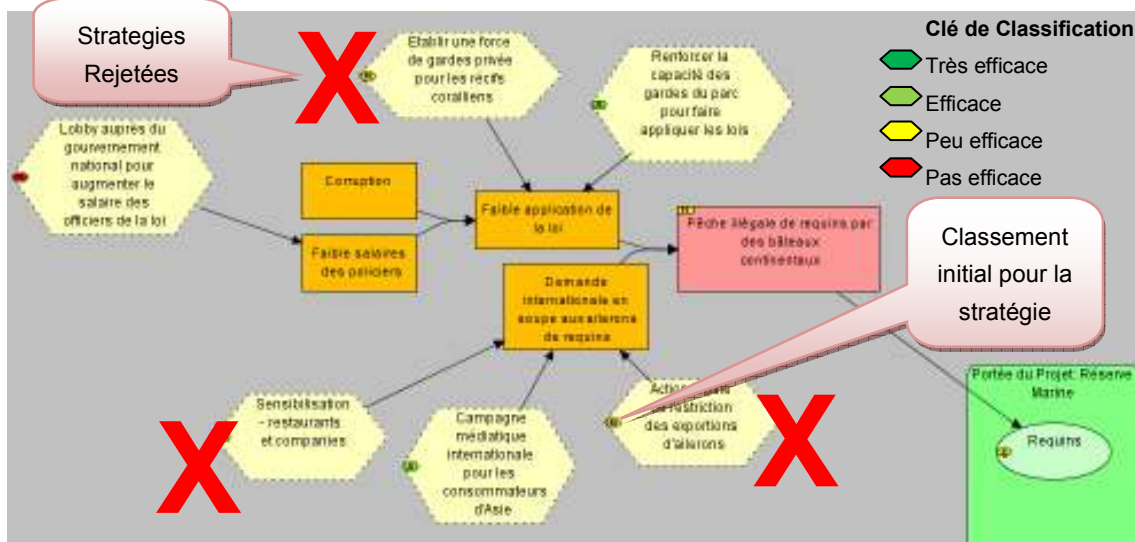 Strategies
Rejetées
Etablir une force
de gardes privée
pour les récifs
coralliens
Renforcer la
capacité des
gardes du parc
pour faire
appliquer les lois
Clé de Classification
Très efficace
Efficace
Peu efficace
Pas efficace
Lobby auprès du
gouvernement
national pour
augmenter le
salaire des
officiers de la loi
Corruption
Faible salaires
des policiers
Faible application de
la loi
Pêche illégale de requins par
des bâteaux
continentaux
Classement
initial pour la
stratégie
Demande
internationale en
soupe aux ailerons
de requins
Sensibilisation
- restaurants
et companies
Campagne
médiatique
internationale
pour les
consommateurs
d'Asie
restriction
des exportions
d'ailerons
Portée du Projet: Réserve
Marine
Requins
X
X
X